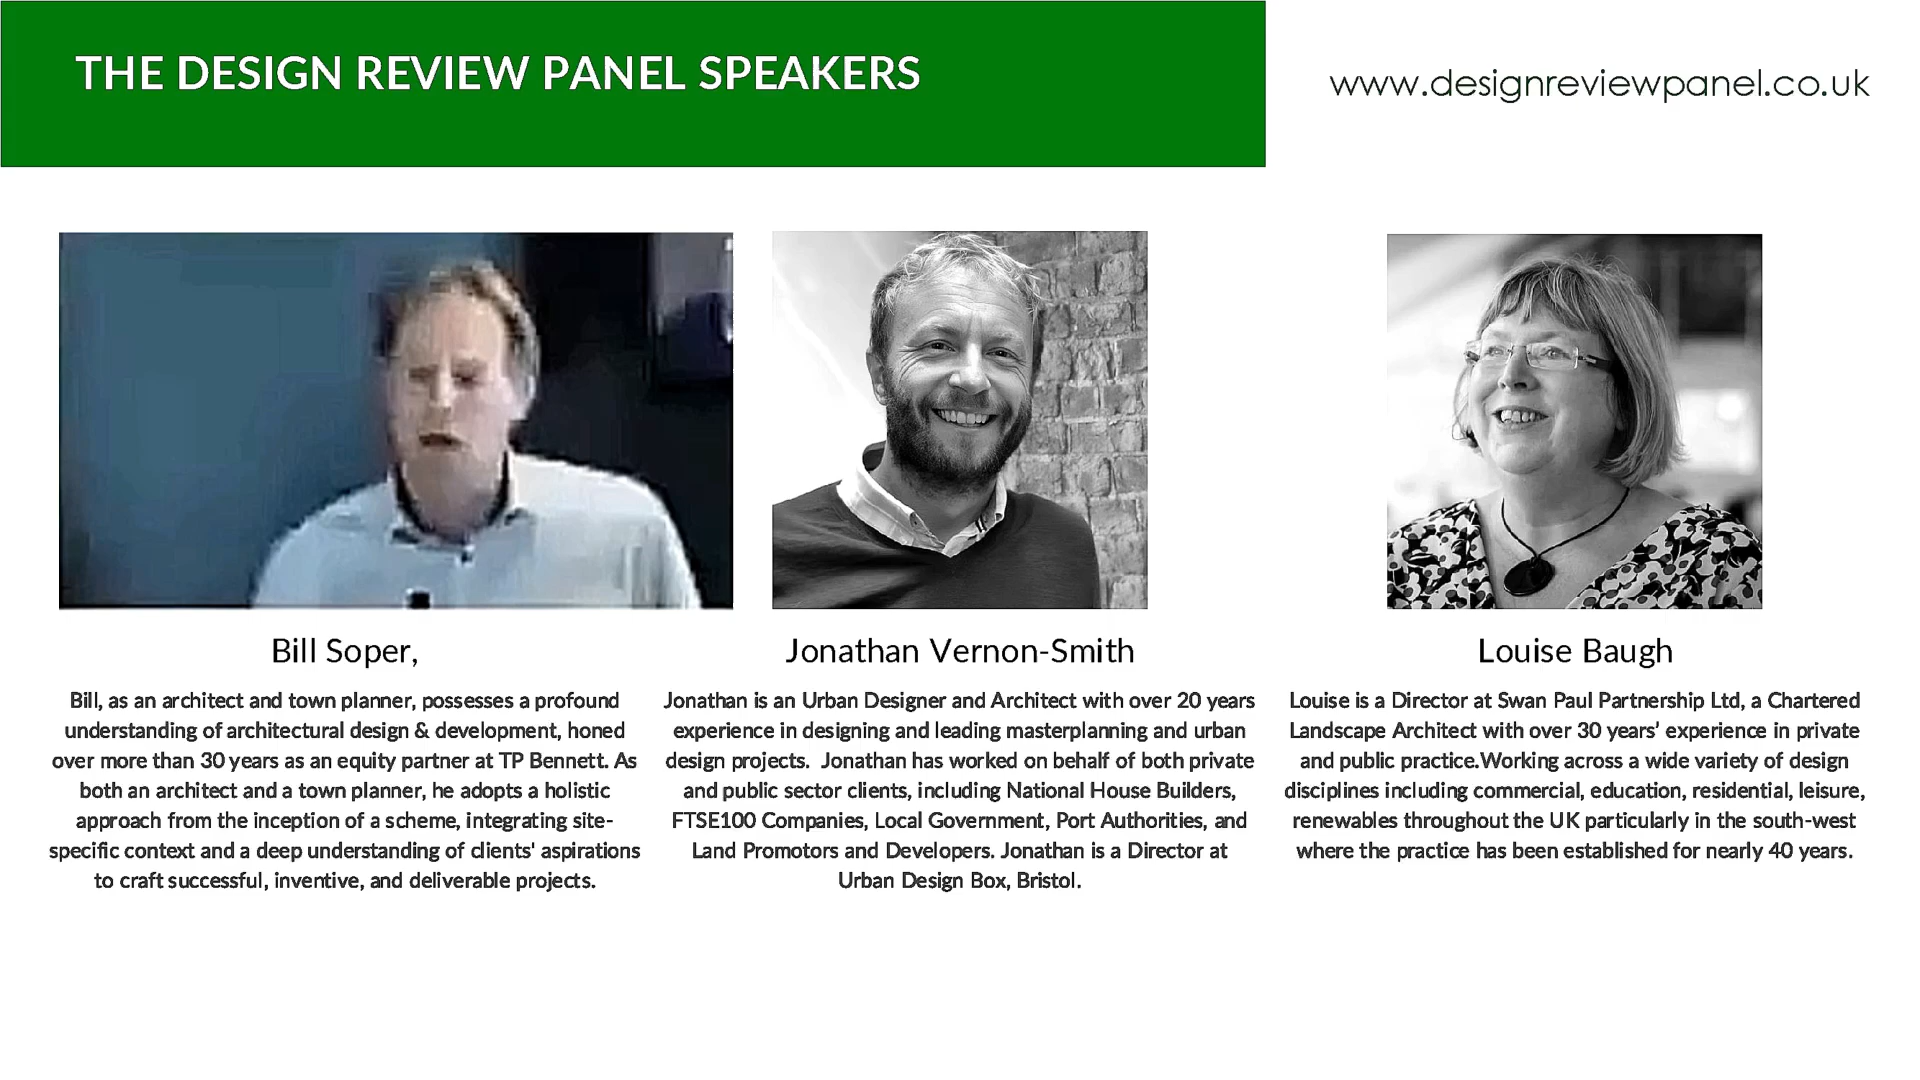 THE DESIGN REVIEW PANEL SPEAKERS
www.designreviewpanel.co.uk
Bill Soper,
Bill, as an architect and town planner, possesses a profound
understanding of architectural design & development, honed
over more than 30 years as an equity partner at TP Bennett. As
both an architect and a town planner, he adopts a holistic
approach from the inception of a scheme, integrating site-
specific context and a deep understanding of clients' aspirations
to craft successful, inventive, and deliverable projects.
Jonathan Vernon-Smith
Jonathan is an Urban Designer and Architect with over 20 years
experience in designing and leading masterplanning and urban
design projects.  Jonathan has worked on behalf of both private
and public sector clients, including National House Builders,
FTSE100 Companies, Local Government, Port Authorities, and
Land Promotors and Developers. Jonathan is a Director at
Urban Design Box, Bristol.
Louise Baugh
Louise is a Director at Swan Paul Partnership Ltd, a Chartered
Landscape Architect with over 30 years’ experience in private
and public practice.Working across a wide variety of design
disciplines including commercial, education, residential, leisure,
renewables throughout the UK particularly in the south-west
where the practice has been established for nearly 40 years.